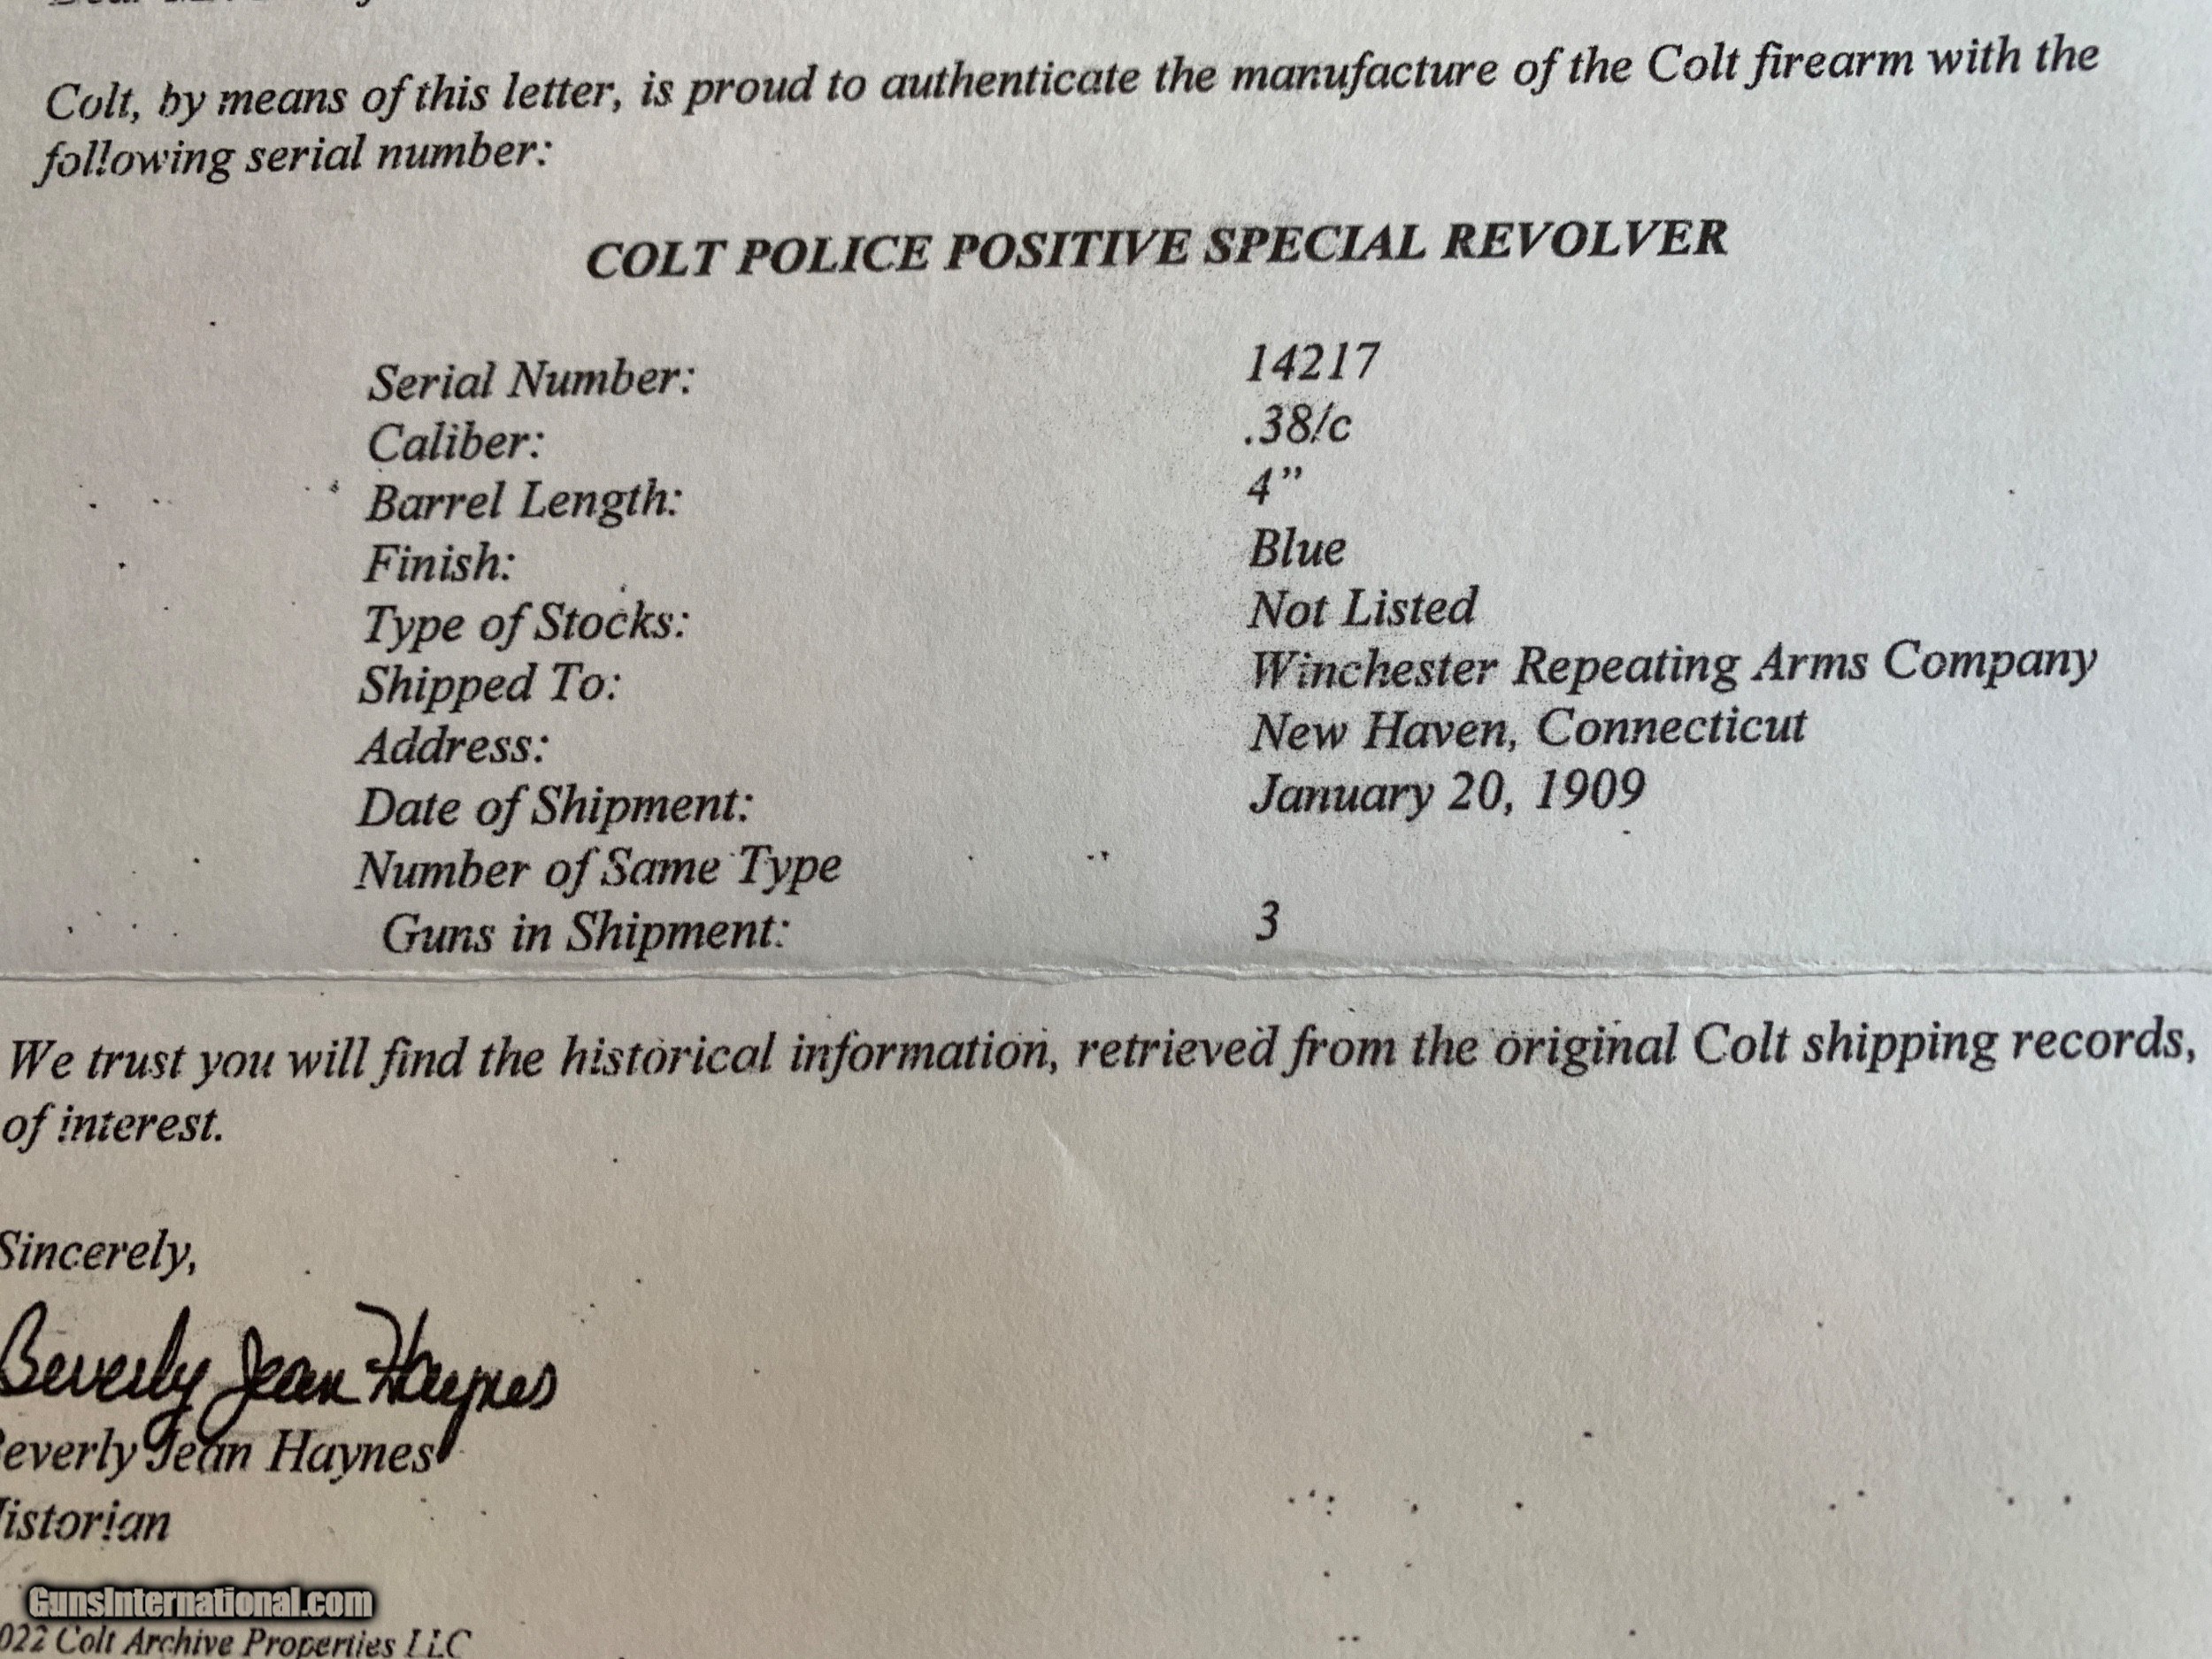 Colt, by means of this letter, is proud to authenticate the manufacture of the Colt firearm with the
following serial number:
COLT POLICE POSITIVE SPECIAL REVOLVER
Serial Number: 14217
Caliber: .38/c
Barrel Length: 4”
Finish: Blue
Type of Stocks: Not Listed
Shipped To: Winchester Repeating Arms Company
Address: New Haven, Connecticut
Date of Shipment: January 20, 1909
Number of Same Type
Guns in Shipment: 3
We trust you will find the historical information, retrieved from the original Colt shipping records,
of interest.
Sincerely,
Beverly Jean Haynes
everly Jean Haynes
istorian
GunsInternational.com
022 Colt Archive Properties LLC